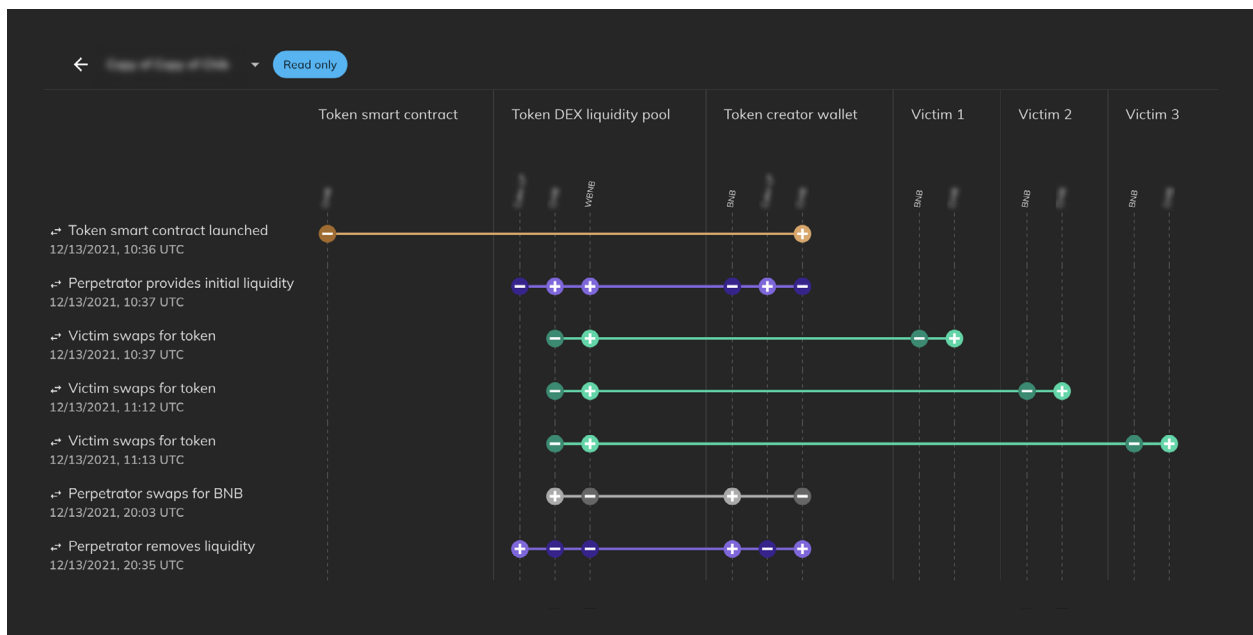 Read only
Token smart contract
Token DEX liquidity pool
Token creator wallet
Victim 1
Victim 2
Victim 3
WBNB
BNB
BNB
BNB
BNB
Token smart contract launched
12/13/2021, 10:36 UTC
Perpetrator provides initial liquidity
12/13/2021, 10:37 UTC
Victim swaps for token
12/13/2021, 10:37 UTC
Victim swaps for token
12/13/2021, 11:12 UTC
Victim swaps for token
12/13/2021, 11:13 UTC
Perpetrator swaps for BNB
12/13/2021, 20:03 UTC
Perpetrator removes liquidity
12/13/2021, 20:35 UTC